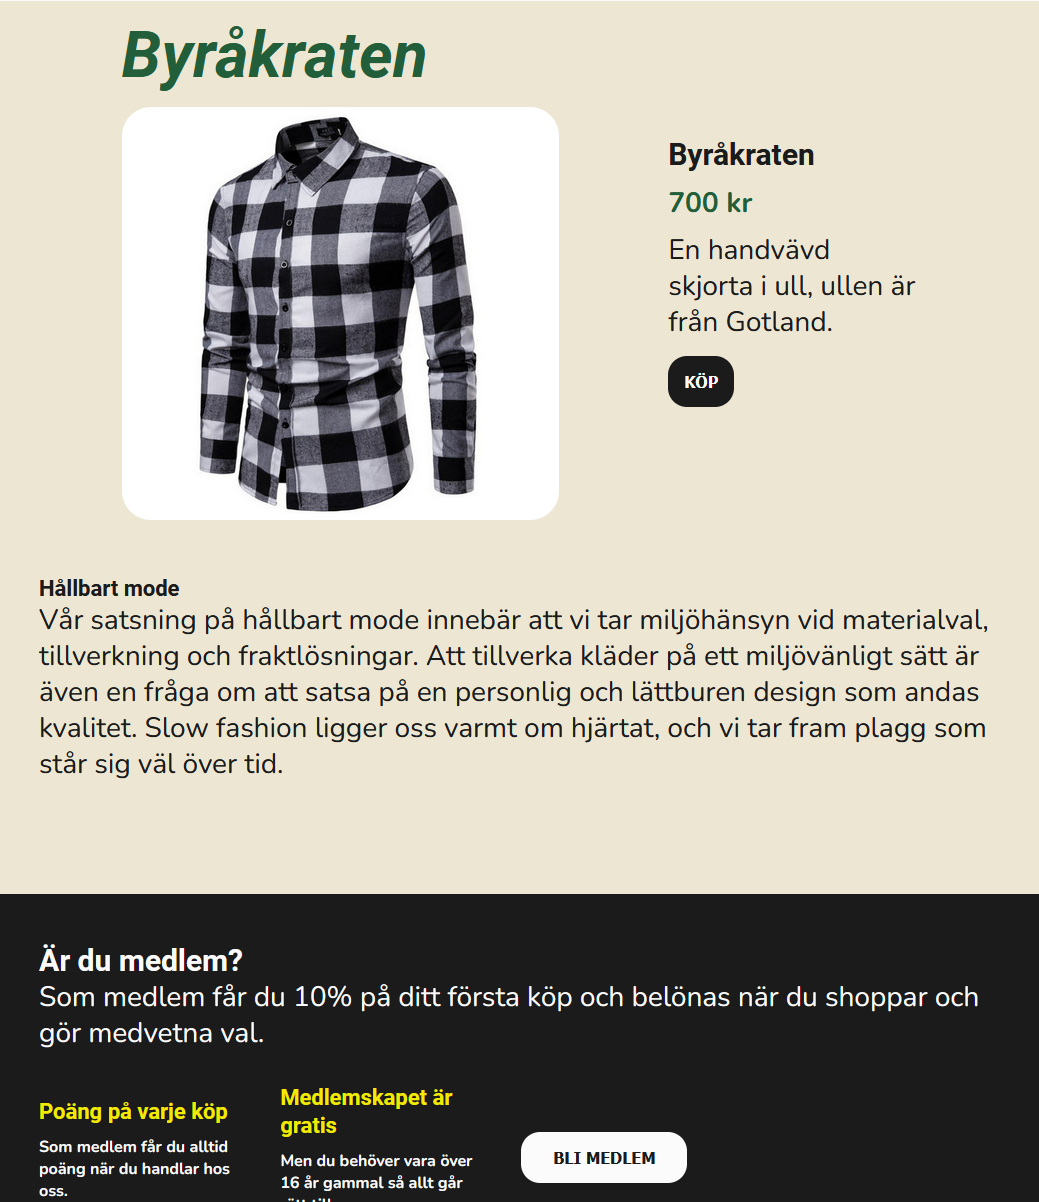 Byråkraten
Byråkraten
700 kr
En handvävd
skjorta i ull, ullen är
från Gotland.
KÖP
Hållbart mode
Vår satsning på hållbart mode innebär att vi tar miljöhänsyn vid materialval,
tillverkning och fraktlösningar. Att tillverka kläder på ett miljövänligt sätt är
även en fråga om att satsa på en personlig och lättburen design som andas
kvalitet. Slow fashion ligger oss varmt om hjärtat, och vi tar fram plagg som
står sig väl över tid.
Är du medlem?
Som medlem får du 10% på ditt första köp och belönas när du shoppar och
gör medvetna val.
Poäng på varje köp
Som medlem får du alltid
poäng när du handlar hos
oss.
Medlemskapet är
gratis
Men du behöver vara över
16 år gammal så allt går
BLI MEDLEM